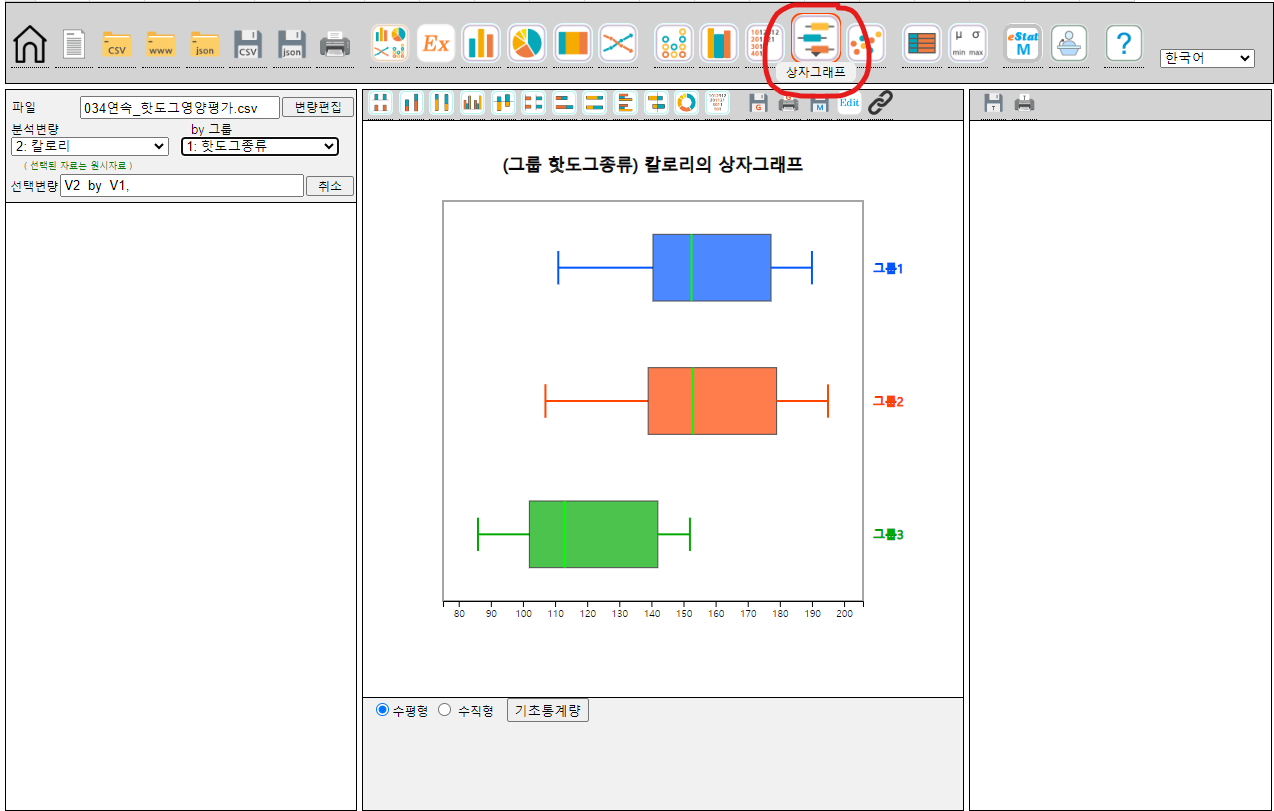 CSV www json CSV json Ex eStat M μ σ min max ? 한국어
상자그래프
파일 034연속_핫도그영양평가.csv 변량편집
분석변량 by 그룹
2: 칼로리 1: 핫도그종류
( 선택된 자료는 원시자료 )
선택변량 V2 by V1, 취소
G G M Edit
T T
(그룹 핫도그종류) 칼로리의 상자그래프
그룹1
그룹2
그룹3
80 90 100 110 120 130 140 150 160 170 180 190 200
수평형 수직형 기초통계량